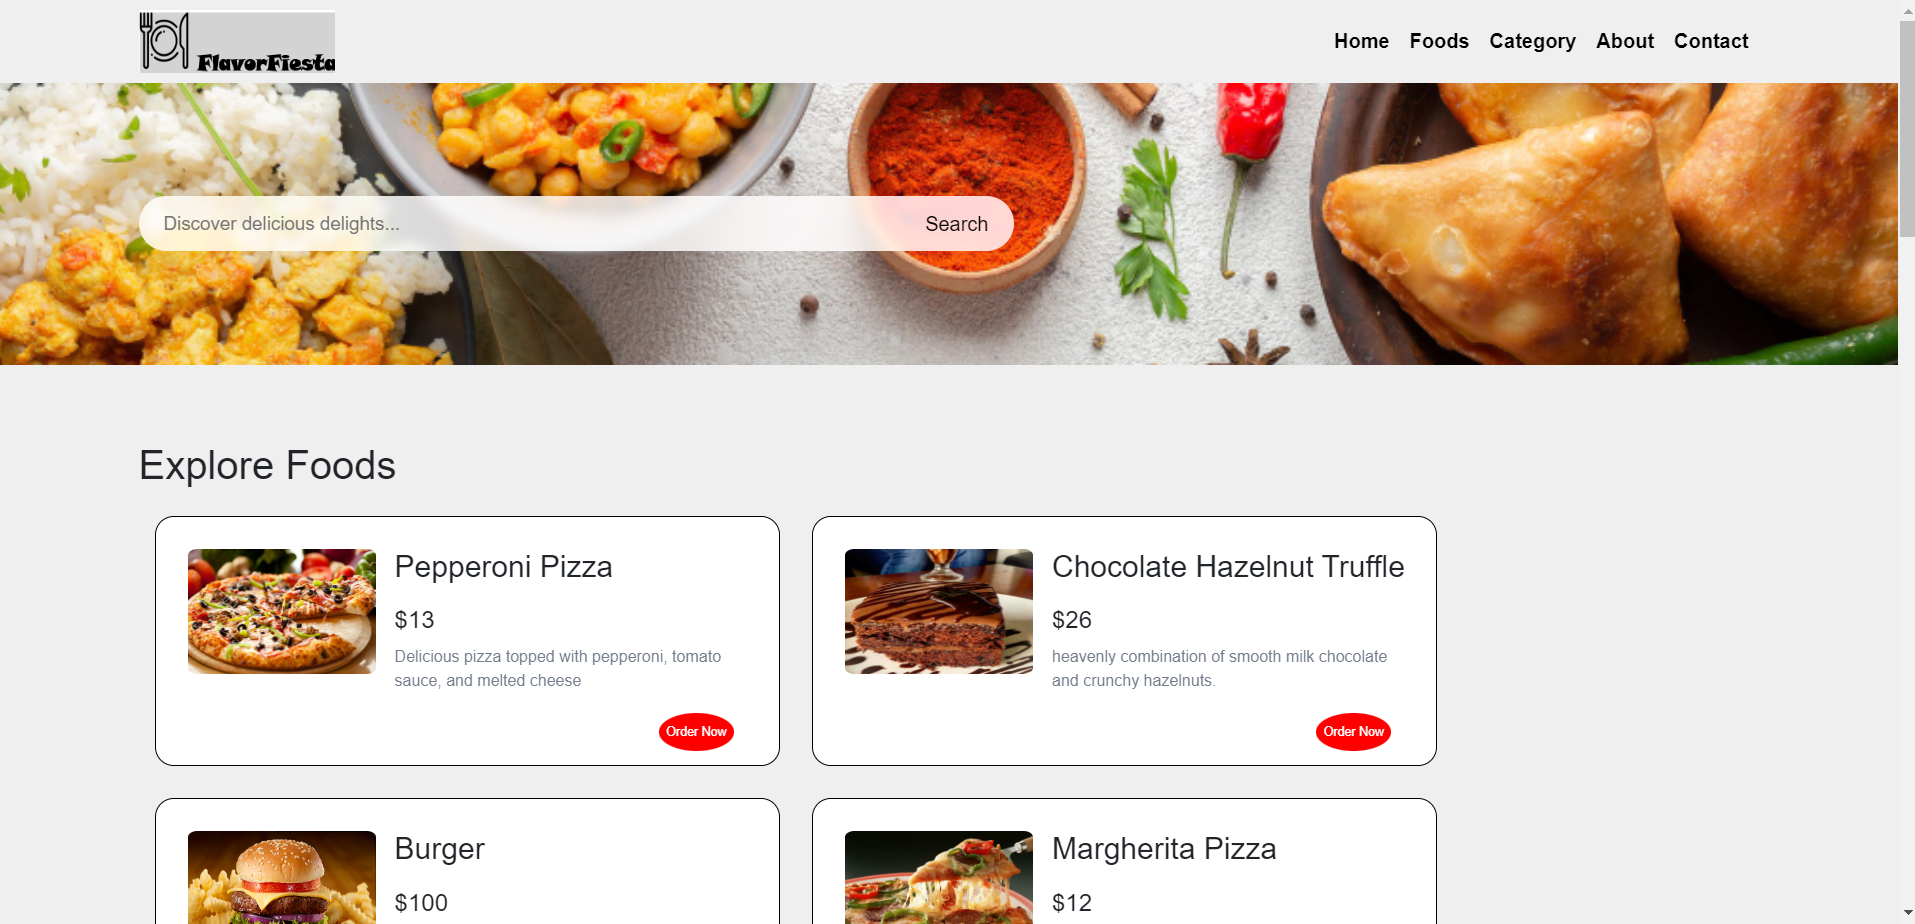 FlavorFiesta
Home Foods Category About Contact
Discover delicious delights... Search
Explore Foods
Pepperoni Pizza
$13
Delicious pizza topped with pepperoni, tomato
sauce, and melted cheese
Order Now
Chocolate Hazelnut Truffle
$26
heavenly combination of smooth milk chocolate
and crunchy hazelnuts.
Order Now
Burger
$100
Margherita Pizza
$12